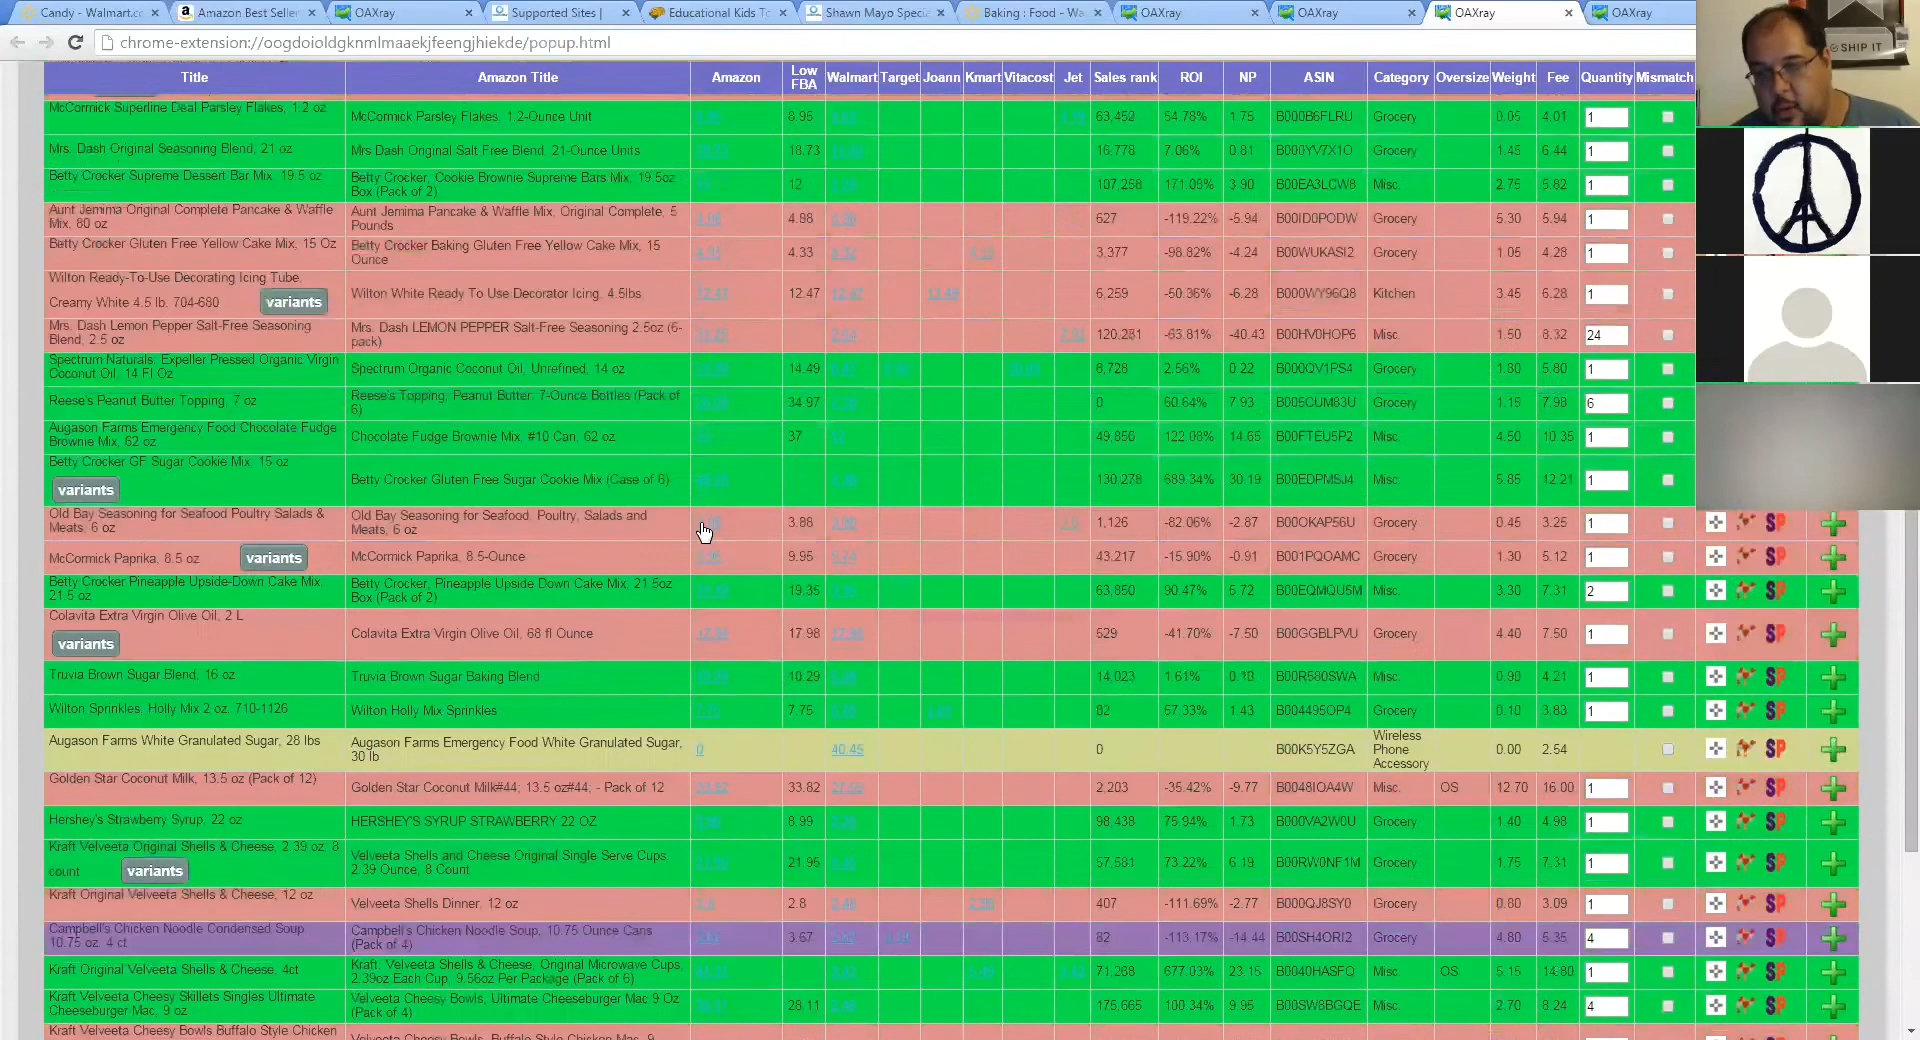 Candy - Walmart.c
Amazon Best Selle
OAXray
Supported Sites |
Educational Kids T
Shawn Mayo Speci
Baking : Food - Wa
OAXray
OAXray
OAXray
OAXray
chrome-extension://oogdoioldgknmlmaaekjfeengjhiekde/popup.html
SHIP IT
Title Amazon Title Amazon Low FBA Walmart Target Joann Kmart Vitacost Jet Sales rank ROI NP ASIN Category Oversize Weight Fee Quantity Mismatch
McCormick Superline Deal Parsley Flakes, 1.2 oz McCormick Parsley Flakes, 1.2-Ounce Unit 8.95 63,452 54.78% 1.75 B000B6FLRU Grocery 0.05 4.01 1
Mrs. Dash Original Seasoning Blend, 21 oz Mrs Dash Original Salt Free Blend, 21-Ounce Units 18.73 16,778 7.06% 0.81 B000YV7X1O Grocery 1.45 6.44 1
Betty Crocker Supreme Dessert Bar Mix, 19.5 oz Betty Crocker, Cookie Brownie Supreme Bars Mix, 19.5oz Box (Pack of 2) 12 107,258 171.08% 3.90 B00EA3LCW8 Misc. 2.75 5.82 1
Aunt Jemima Original Complete Pancake & Waffle Mix, 80 oz Aunt Jemima Pancake & Waffle Mix, Original Complete, 5 Pounds 4.98 627 -119.22% -5.94 B00ID0PODW Grocery 5.30 5.94 1
Betty Crocker Gluten Free Yellow Cake Mix, 15 Oz Betty Crocker Baking Gluten Free Yellow Cake Mix, 15 Ounce 4.33 3,377 -98.82% -4.24 B00WUKASI2 Grocery 1.05 4.28 1
Wilton Ready-To-Use Decorating Icing Tube, Creamy White 4.5 lb. 704-680 variants Wilton White Ready To Use Decorator Icing, 4.5lbs 12.47 6,259 -50.36% -6.28 B000WY96Q8 Kitchen 3.45 6.28 1
Mrs. Dash Lemon Pepper Salt-Free Seasoning Blend, 2.5 oz Mrs. Dash LEMON PEPPER Salt-Free Seasoning 2.5oz (6-pack) 120,281 -63.81% -40.43 B00HV0HOP6 Misc. 1.50 8.32 24
Spectrum Naturals, Expeller Pressed Organic Virgin Coconut Oil, 14 Fl Oz Spectrum Organic Coconut Oil, Unrefined, 14 oz 14.49 6,728 2.56% 0.22 B000QV1PS4 Grocery 1.30 5.80 1
Reese's Peanut Butter Topping, 7 oz Reese's Topping, Peanut Butter, 7-Ounce Bottles (Pack of 6) 34.97 0 60.64% 7.93 B005CUM83U Grocery 1.15 7.98 6
Augason Farms Emergency Food Chocolate Fudge Brownie Mix, 62 oz Chocolate Fudge Brownie Mix, #10 Can, 62 oz 37 49,850 122.08% 14.65 B00FTEU5P2 Misc. 4.50 10.35 1
Betty Crocker GF Sugar Cookie Mix, 15 oz variants Betty Crocker Gluten Free Sugar Cookie Mix (Case of 6) 130,278 689.34% 30.19 B00EDPMSJ4 Misc. 5.85 12.21 1
Old Bay Seasoning for Seafood Poultry Salads & Meats, 6 oz Old Bay Seasoning for Seafood, Poultry, Salads and Meats, 6 oz 3.88 1,126 -82.06% -2.87 B00OKAP56U Grocery 0.45 3.25 1 SP
McCormick Paprika, 8.5 oz variants McCormick Paprika, 8.5-Ounce 9.95 43,217 -15.90% -0.91 B001PQOAMC Grocery 1.30 5.12 1 SP
Betty Crocker Pineapple Upside-Down Cake Mix, 21.5 oz Betty Crocker, Pineapple Upside Down Cake Mix, 21.5oz Box (Pack of 2) 19.35 63,850 90.47% 5.72 B00EQMQU5M Misc. 3.30 7.31 2 SP
Colavita Extra Virgin Olive Oil, 2 L variants Colavita Extra Virgin Olive Oil, 68 fl Ounce 17.98 529 -41.70% -7.50 B00GGBLPVU Grocery 4.40 7.50 1 SP
Truvia Brown Sugar Blend, 16 oz Truvia Brown Sugar Baking Blend 10.29 14,023 1.61% 0.10 B00R580SWA Misc. 0.90 4.21 1 SP
Wilton Sprinkles, Holly Mix 2 oz. 710-1126 Wilton Holly Mix Sprinkles 7.75 82 57.33% 1.43 B004495OP4 Grocery 0.10 3.83 1 SP
Augason Farms White Granulated Sugar, 28 lbs Augason Farms Emergency Food White Granulated Sugar, 30 lb 0 40.45 0 B00K5Y5ZGA Wireless Phone Accessory 0.00 2.54 SP
Golden Star Coconut Milk, 13.5 oz (Pack of 12) Golden Star Coconut Milk#44; 13.5 oz#44; - Pack of 12 33.82 2,203 -35.42% -9.77 B0048IOA4W Misc. OS 12.70 16.00 1 SP
Hershey's Strawberry Syrup, 22 oz HERSHEY'S SYRUP STRAWBERRY 22 OZ 8.99 98,438 75.94% 1.73 B000VA2W0U Grocery 1.40 4.98 1 SP
Kraft Velveeta Original Shells & Cheese, 2.39 oz, 8 count variants Velveeta Shells and Cheese Original Single Serve Cups, 2.39 Ounce, 8 Count 21.95 57,581 73.22% 6.19 B00RW0NF1M Grocery 1.75 7.31 1 SP
Kraft Original Velveeta Shells & Cheese, 12 oz Velveeta Shells Dinner, 12 oz 2.8 407 -111.69% -2.77 B000QJ8SY0 Grocery 0.80 3.09 1 SP
Campbell's Chicken Noodle Condensed Soup 10.75 oz, 4 ct Campbell's Chicken Noodle Soup, 10.75 Ounce Cans (Pack of 4) 3.67 82 -113.17% -14.44 B00SH4ORI2 Grocery 4.80 5.35 4 SP
Kraft Original Velveeta Shells & Cheese, 4ct Kraft, Velveeta Shells & Cheese, Original Microwave Cups, 2.39oz Each Cup, 9.56oz Per Package (Pack of 6) 71,268 677.03% 23.15 B0040HASFQ Misc. OS 5.15 14.80 1 SP
Kraft Velveeta Cheesy Skillets Singles Ultimate Cheeseburger Mac, 9 oz Velveeta Cheesy Bowls, Ultimate Cheeseburger Mac 9 Oz (Pack of 4) 28.11 175,665 100.34% 9.95 B00SW8BGQE Misc. 2.70 8.24 4 SP
Kraft Velveeta Cheesy Bowls Buffalo Style Chicken